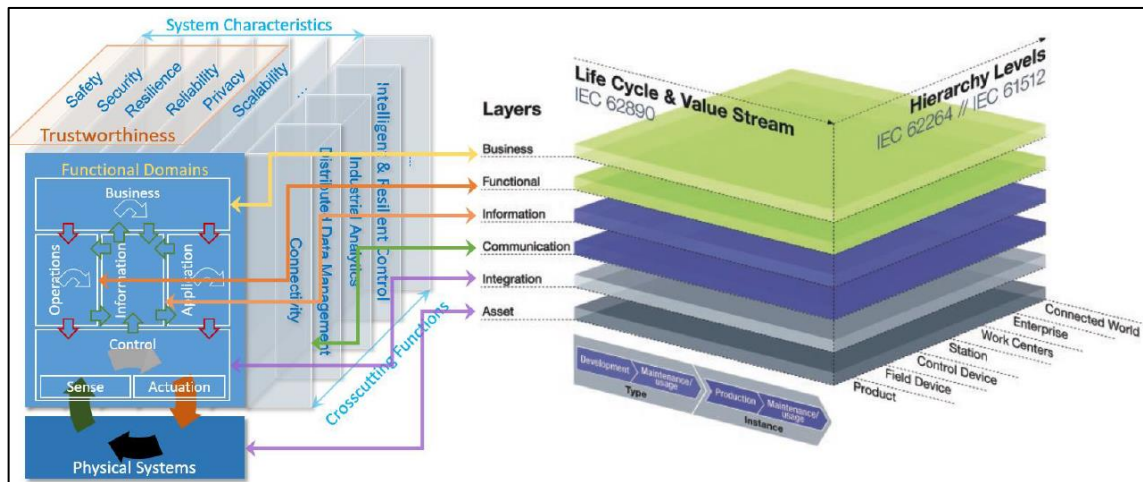 System Characteristics
Safety
Security
Resilience
Reliability
Privacy
Scalability
...
...
Trustworthiness
Functional Domains
Business
Operations
Information
Application
Control
Sense
Actuation
Physical Systems
Connectivity
Distributed Data Management
Industrial Analytics
Intelligent & Resilient Control
Crosscutting Functions
Layers
Business
Functional
Information
Communication
Integration
Asset
Life Cycle & Value Stream
IEC 62890
Hierarchy Levels
IEC 62264 // IEC 61512
Connected World
Enterprise
Work Centers
Station
Control Device
Field Device
Product
Development
Maintenance/
usage
Type
Production
Maintenance/
usage
Instance